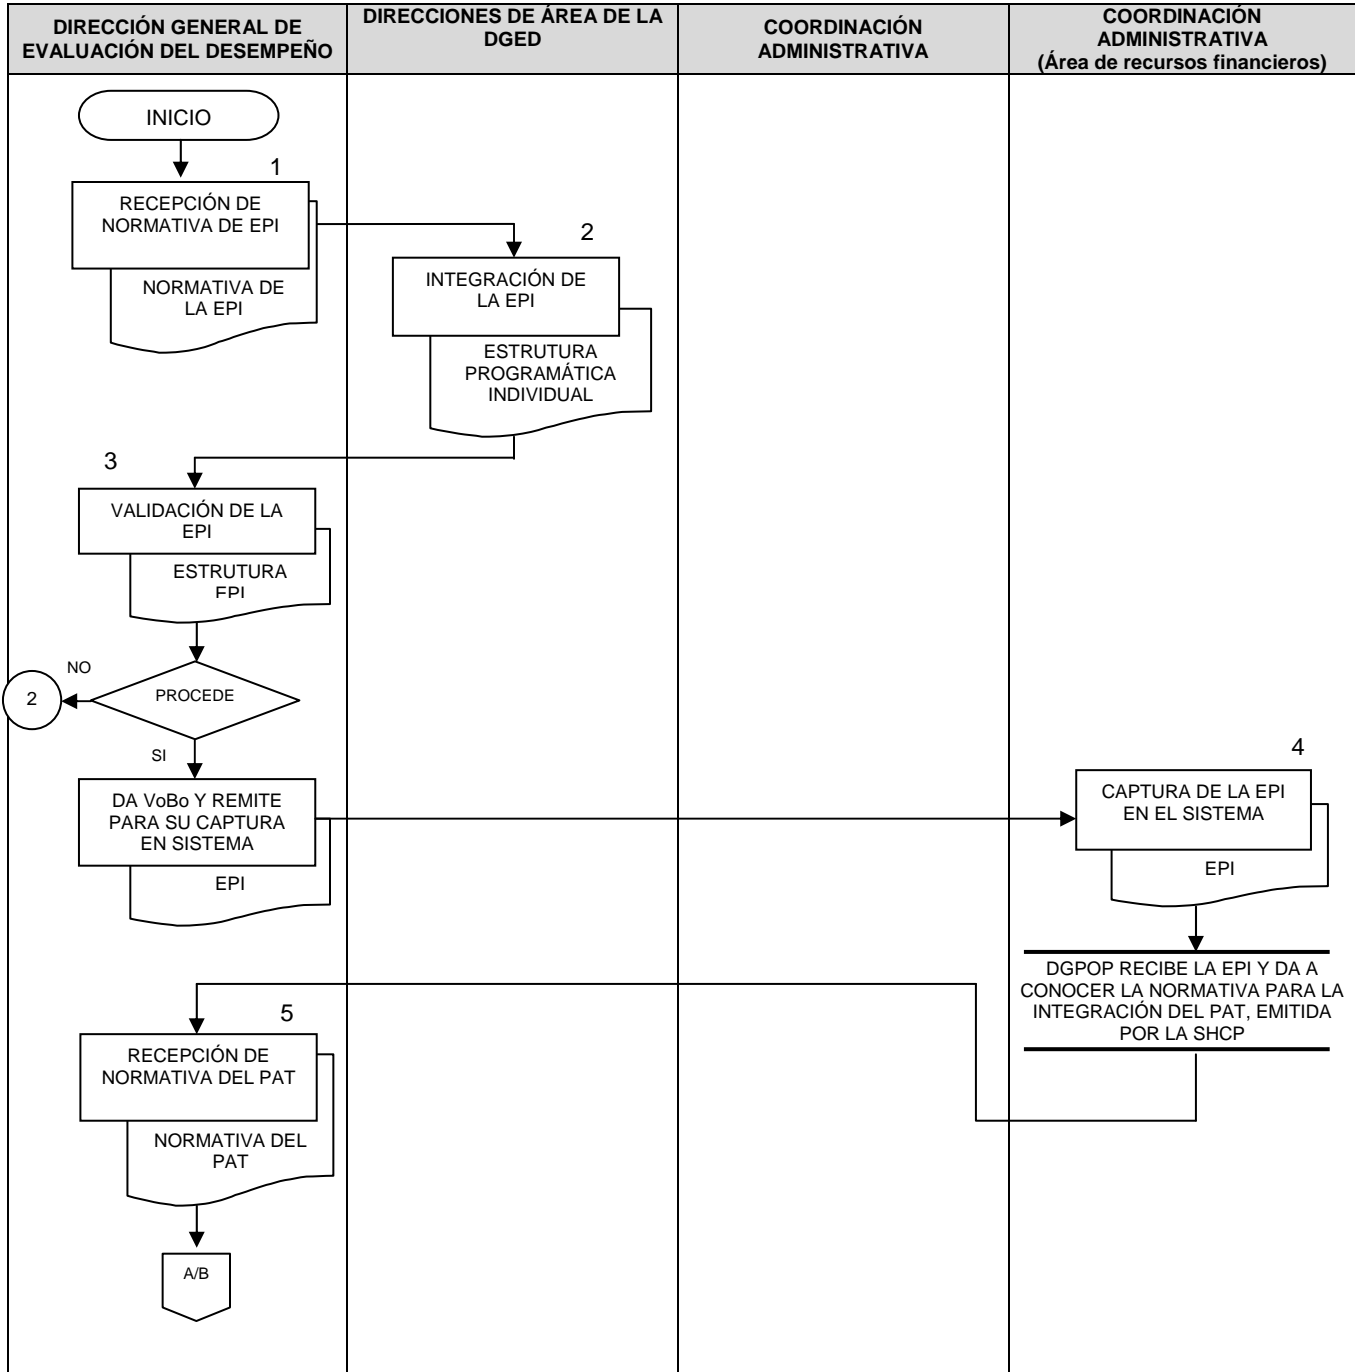 DIRECCIÓN GENERAL DE
EVALUACIÓN DEL DESEMPEÑO
DIRECCIONES DE ÁREA DE LA
DGED
COORDINACIÓN
ADMINISTRATIVA
COORDINACIÓN
ADMINISTRATIVA
(Área de recursos financieros)
INICIO
1
RECEPCIÓN DE
NORMATIVA DE EPI
NORMATIVA DE
LA EPI
2
INTEGRACIÓN DE
LA EPI
ESTRUTURA
PROGRAMÁTICA
INDIVIDUAL
3
VALIDACIÓN DE LA
EPI
ESTRUTURA
EPI
NO
2
PROCEDE
SI
DA VoBo Y REMITE
PARA SU CAPTURA
EN SISTEMA
EPI
4
CAPTURA DE LA EPI
EN EL SISTEMA
EPI
DGPOP RECIBE LA EPI Y DA A
CONOCER LA NORMATIVA PARA LA
INTEGRACIÓN DEL PAT, EMITIDA
POR LA SHCP
5
RECEPCIÓN DE
NORMATIVA DEL PAT
NORMATIVA DEL
PAT
A/B